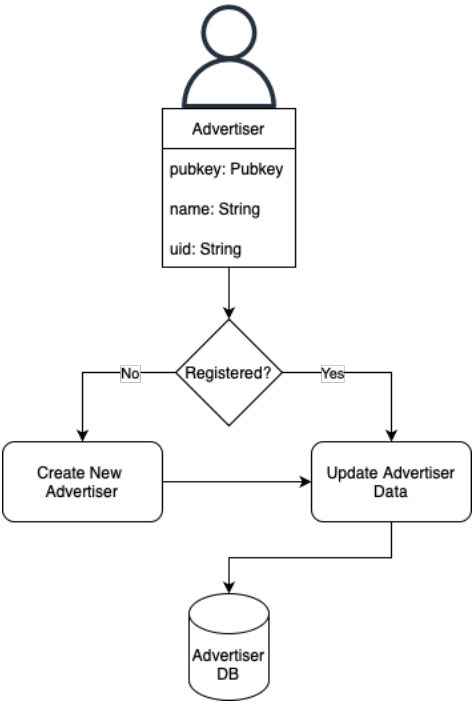 Advertiser
pubkey: Pubkey
name: String
uid: String
Registered?
No
Yes
Create New
Advertiser
Update Advertiser
Data
Advertiser
DB